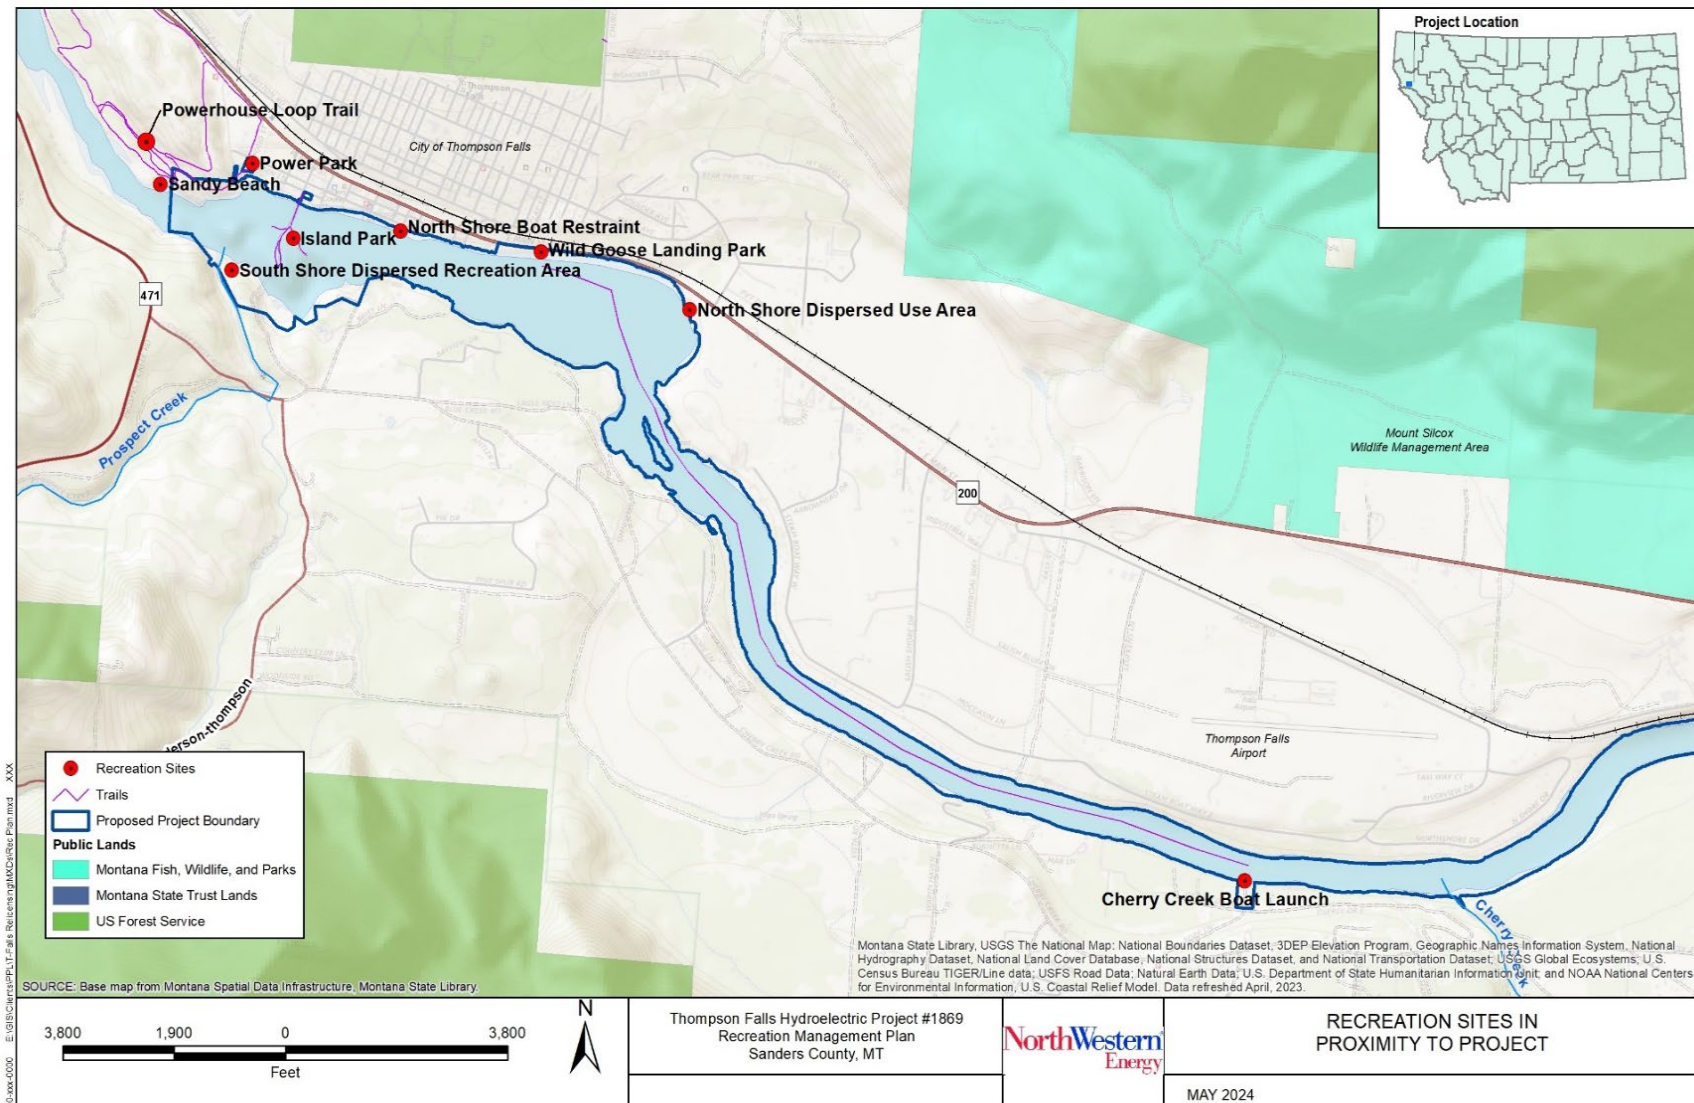 Project Location
Powerhouse Loop Trail
City of Thompson Falls
Power Park
Sandy Beach
North Shore Boat Restraint
Island Park
Wild Goose Landing Park
South Shore Dispersed Recreation Area
471
North Shore Dispersed Use Area
Prospect Creek
Mount Silcox
Wildlife Management Area
200
erson-thompson
Thompson Falls
Airport
Recreation Sites
Trails
Proposed Project Boundary
Public Lands
Montana Fish, Wildlife, and Parks
Montana State Trust Lands
US Forest Service
Cherry Creek Boat Launch
Cherry Creek
Montana State Library, USGS The National Map: National Boundaries Dataset, 3DEP Elevation Program, Geographic Names Information System, National
Hydrography Dataset, National Land Cover Database, National Structures Dataset, and National Transportation Dataset; USGS Global Ecosystems; U.S.
Census Bureau TIGER/Line data; USFS Road Data; Natural Earth Data; U.S. Department of State Humanitarian Information Unit; and NOAA National Centers
for Environmental Information, U.S. Coastal Relief Model. Data refreshed April, 2023.
SOURCE: Base map from Montana Spatial Data Infrastructure, Montana State Library.
3,800 1,900 0 3,800
Feet
N
Thompson Falls Hydroelectric Project #1869
Recreation Management Plan
Sanders County, MT
NorthWestern
Energy
RECREATION SITES IN
PROXIMITY TO PROJECT
MAY 2024